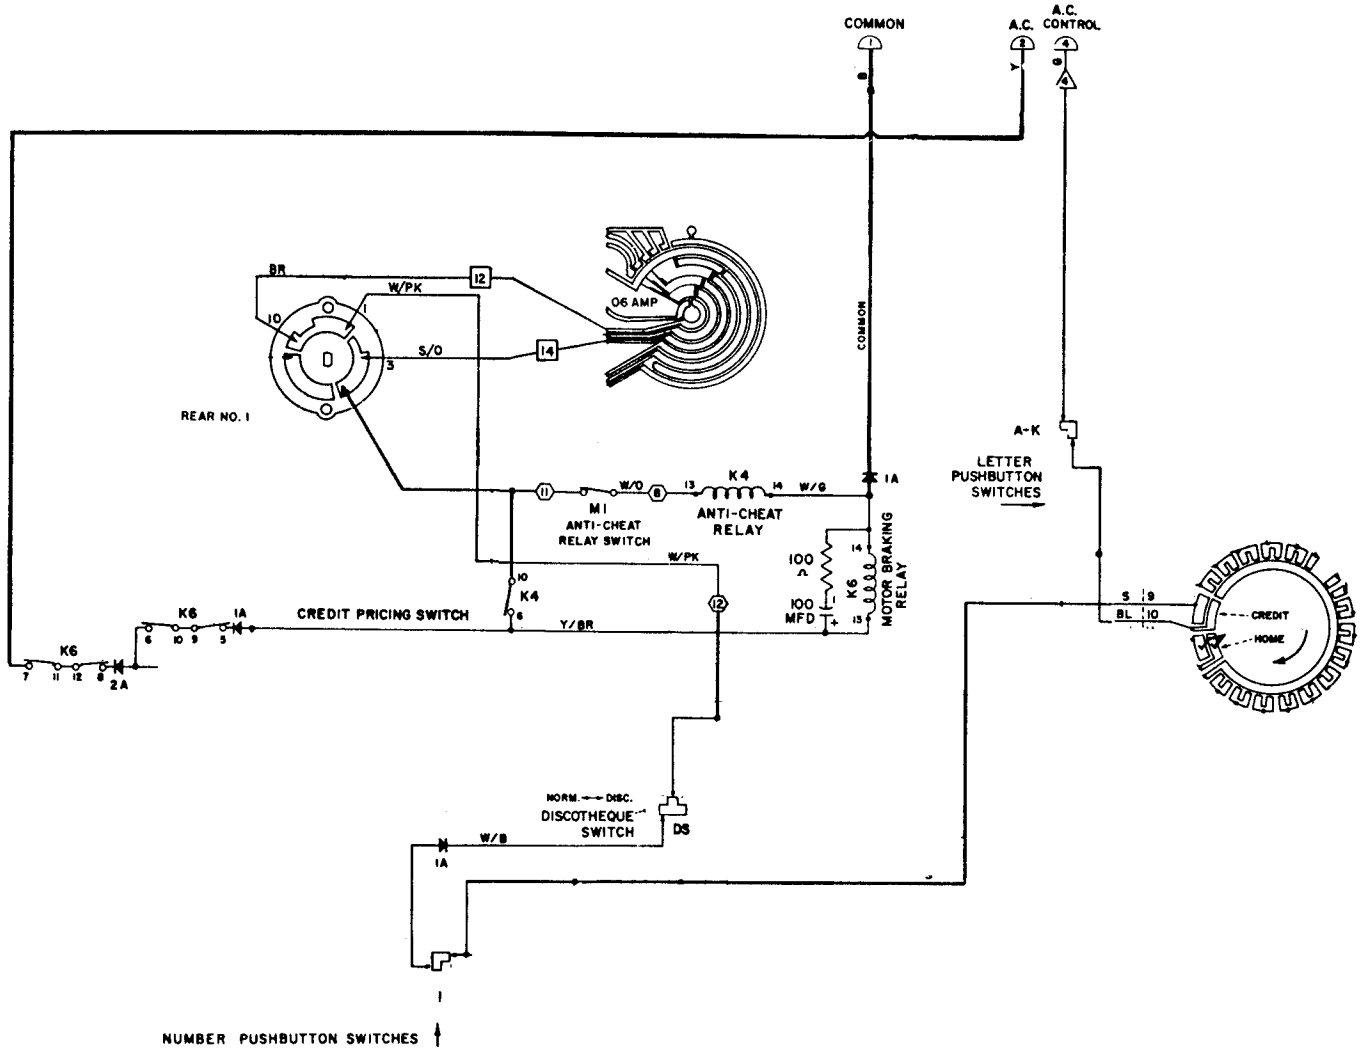 COMMON
A.C.
A.C.
CONTROL
1
2
4
B
Y
G
4
BR
12
W/PK
10
1
D
S/O
14
3
REAR NO. 1
06 AMP
COMMON
A-K
LETTER
PUSHBUTTON
SWITCHES
11
M1
ANTI-CHEAT
RELAY SWITCH
W/O
8
13
K4
14
W/G
1A
ANTI-CHEAT
RELAY
100
Ω
100
MFD
+
14
K6
13
MOTOR BRAKING
RELAY
W/PK
12
10
K4
6
CREDIT PRICING SWITCH
Y/BR
K6
1A
6
10
9
5
K6
7
11
12
8
2A
S
9
BL
10
CREDIT
HOME
NORM.
DISC.
DISCOTHEQUE
SWITCH
DS
W/B
1A
1
NUMBER PUSHBUTTON SWITCHES